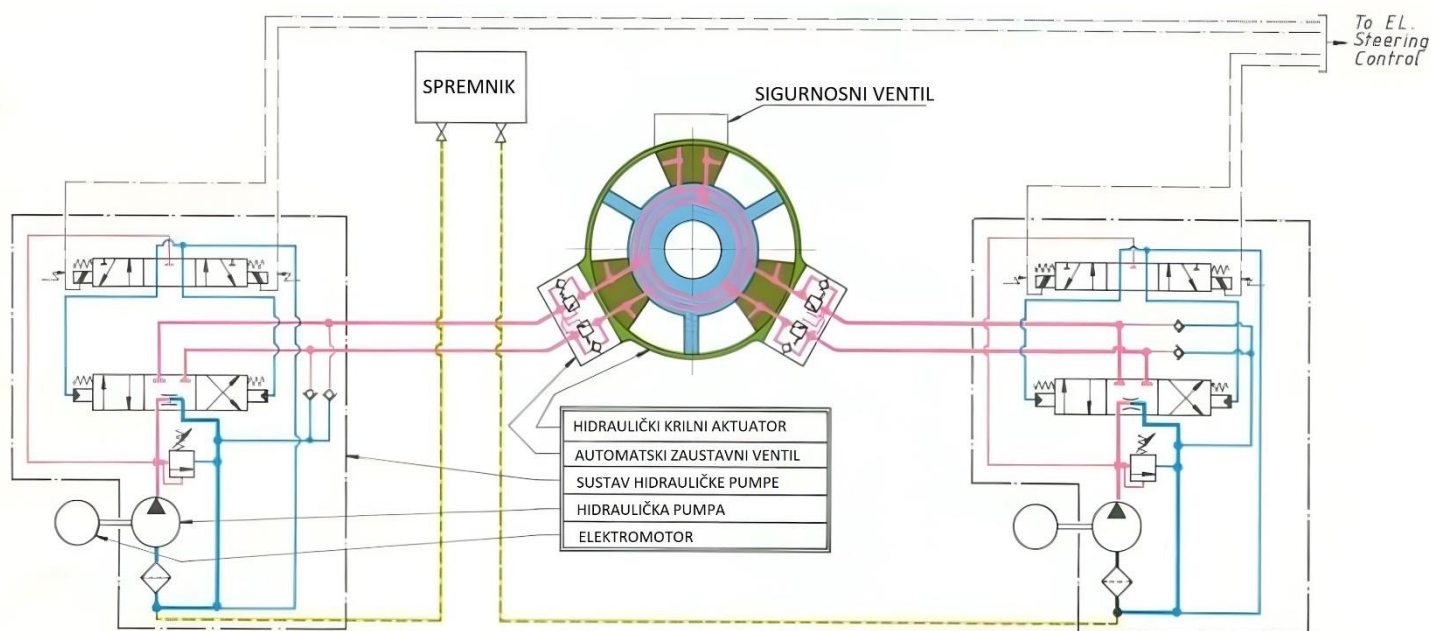 To EL.
Steering
Control
SPREMNIK
SIGURNOSNI VENTIL
HIDRAULIČKI KRILNI AKTUATOR
AUTOMATSKI ZAUSTAVNI VENTIL
SUSTAV HIDRAULIČKE PUMPE
HIDRAULIČKA PUMPA
ELEKTROMOTOR